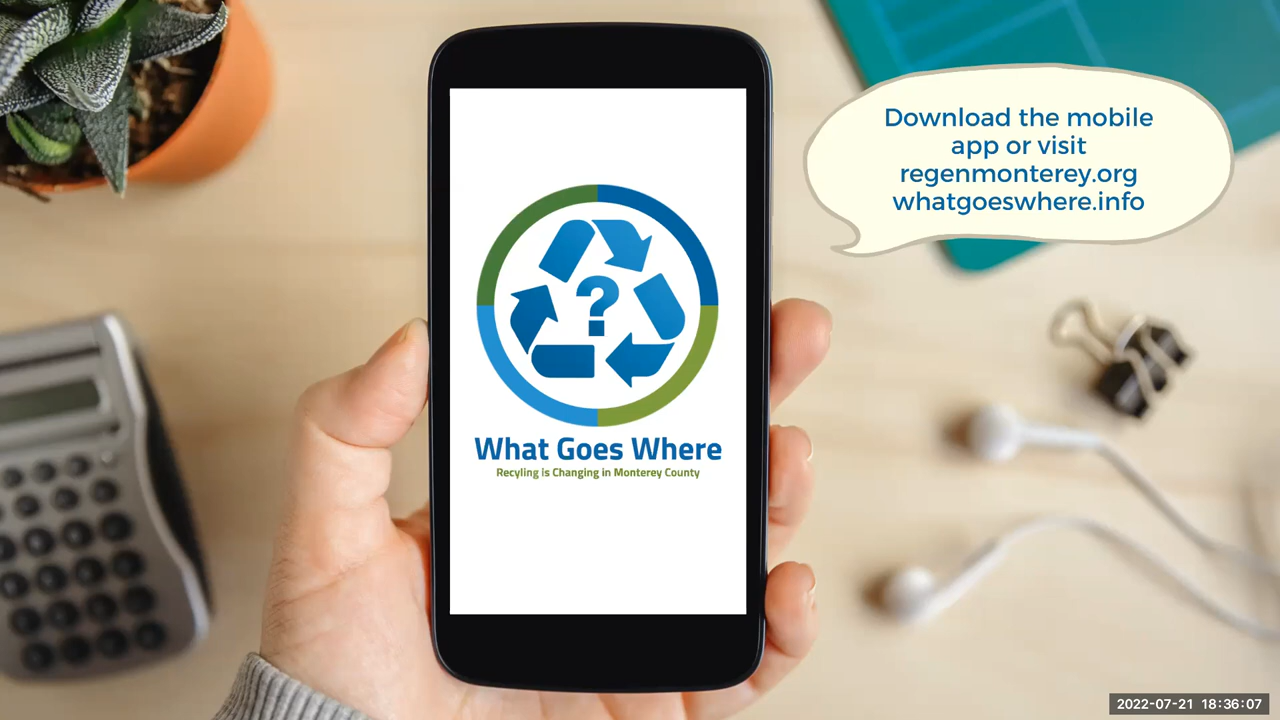 Download the mobile
app or visit
regenmonterey.org
whatgoeswhere.info
?
What Goes Where
Recyling is Changing in Monterey County
2022-07-21 18:36:07